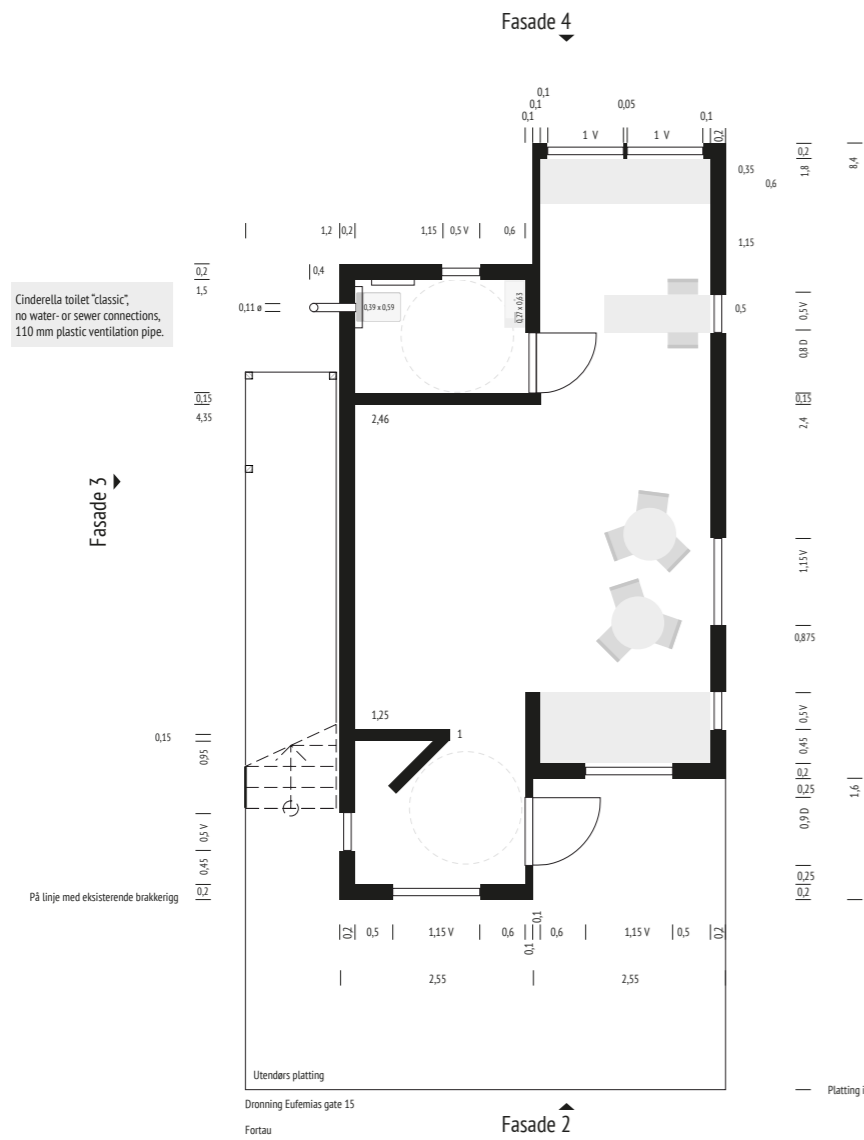 Fasade 4
0,1
0,1
0,1
0,05
0,1
0,2
1 V
1 V
0,2
1,8
8,4
0,35
0,6
1,15
1,2
0,2
1,15
0,5 V
0,6
0,2
1,5
0,4
Cinderella toilet "classic",
no water- or sewer connections,
110 mm plastic ventilation pipe.
0,11 ø
0,39 x 0,59
0,27 x 0,63
0,5
0,5 V
0,8 D
0,15
4,35
2,46
0,15
2,4
Fasade 3
1,15 V
0,875
1,25
1
0,15
0,95
0,5 V
0,45
0,2
0,25
0,9 D
1,6
0,5 V
0,45
0,2
0,25
0,2
På linje med eksisterende brakkerigg
0,2
0,5
1,15 V
0,6
0,1
0,1
0,6
1,15 V
0,5
0,2
2,55
2,55
Utendørs platting
Platting i
Dronning Eufemias gate 15
Fortau
Fasade 2